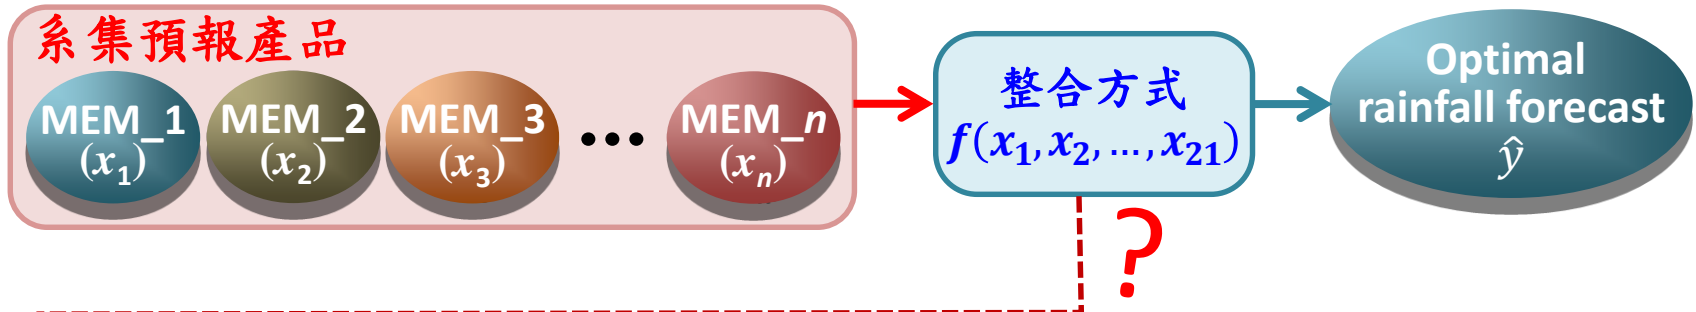 系集預報產品
MEM_1
(x₁)
MEM_2
(x₂)
MEM_3
(x₃)
•••
MEM_n
(xₙ)
整合方式
f(x₁, x₂, …, x₂₁)
?
Optimal
rainfall forecast
ŷ